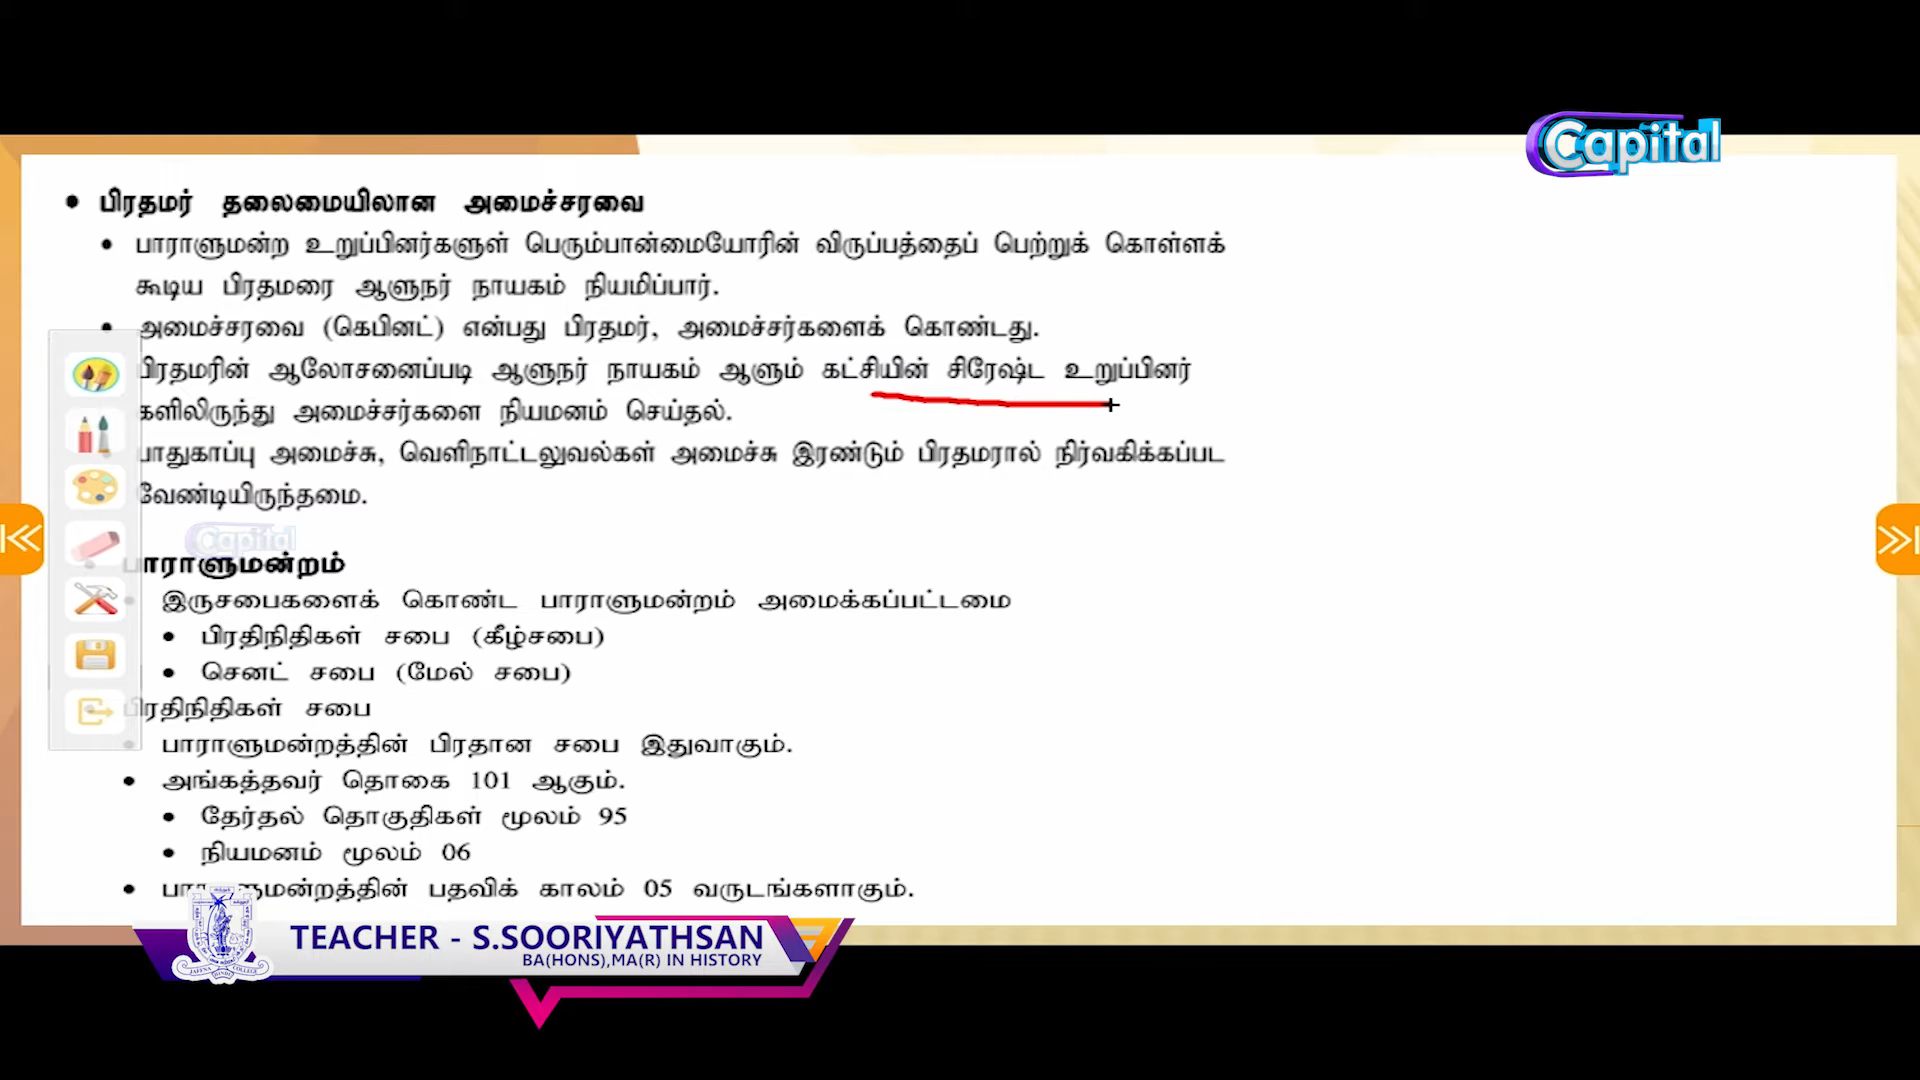 Capital
• பிரதமர் தலைமையிலான அமைச்சரவை
• பாராளுமன்ற உறுப்பினர்களுள் பெரும்பான்மையோரின் விருப்பத்தைப் பெற்றுக் கொள்ளக்
கூடிய பிரதமரை ஆளுநர் நாயகம் நியமிப்பார்.
• அமைச்சரவை (கெபினட்) என்பது பிரதமர், அமைச்சர்களைக் கொண்டது.
பிரதமரின் ஆலோசனைப்படி ஆளுநர் நாயகம் ஆளும் கட்சியின் சிரேஷ்ட உறுப்பினர்
களிலிருந்து அமைச்சர்களை நியமனம் செய்தல்.
பாதுகாப்பு அமைச்சு, வெளிநாட்டலுவல்கள் அமைச்சு இரண்டும் பிரதமரால் நிர்வகிக்கப்பட
வேண்டியிருந்தமை.
Capital
பாராளுமன்றம்
• இருசபைகளைக் கொண்ட பாராளுமன்றம் அமைக்கப்பட்டமை
• பிரதிநிதிகள் சபை (கீழ்சபை)
• செனட் சபை (மேல் சபை)
• பிரதிநிதிகள் சபை
• பாராளுமன்றத்தின் பிரதான சபை இதுவாகும்.
• அங்கத்தவர் தொகை 101 ஆகும்.
• தேர்தல் தொகுதிகள் மூலம் 95
• நியமனம் மூலம் 06
• பாராளுமன்றத்தின் பதவிக் காலம் 05 வருடங்களாகும்.
TEACHER - S.SOORIYATHSAN
BA(HONS),MA(R) IN HISTORY
JAFFNA HINDU COLLEGE